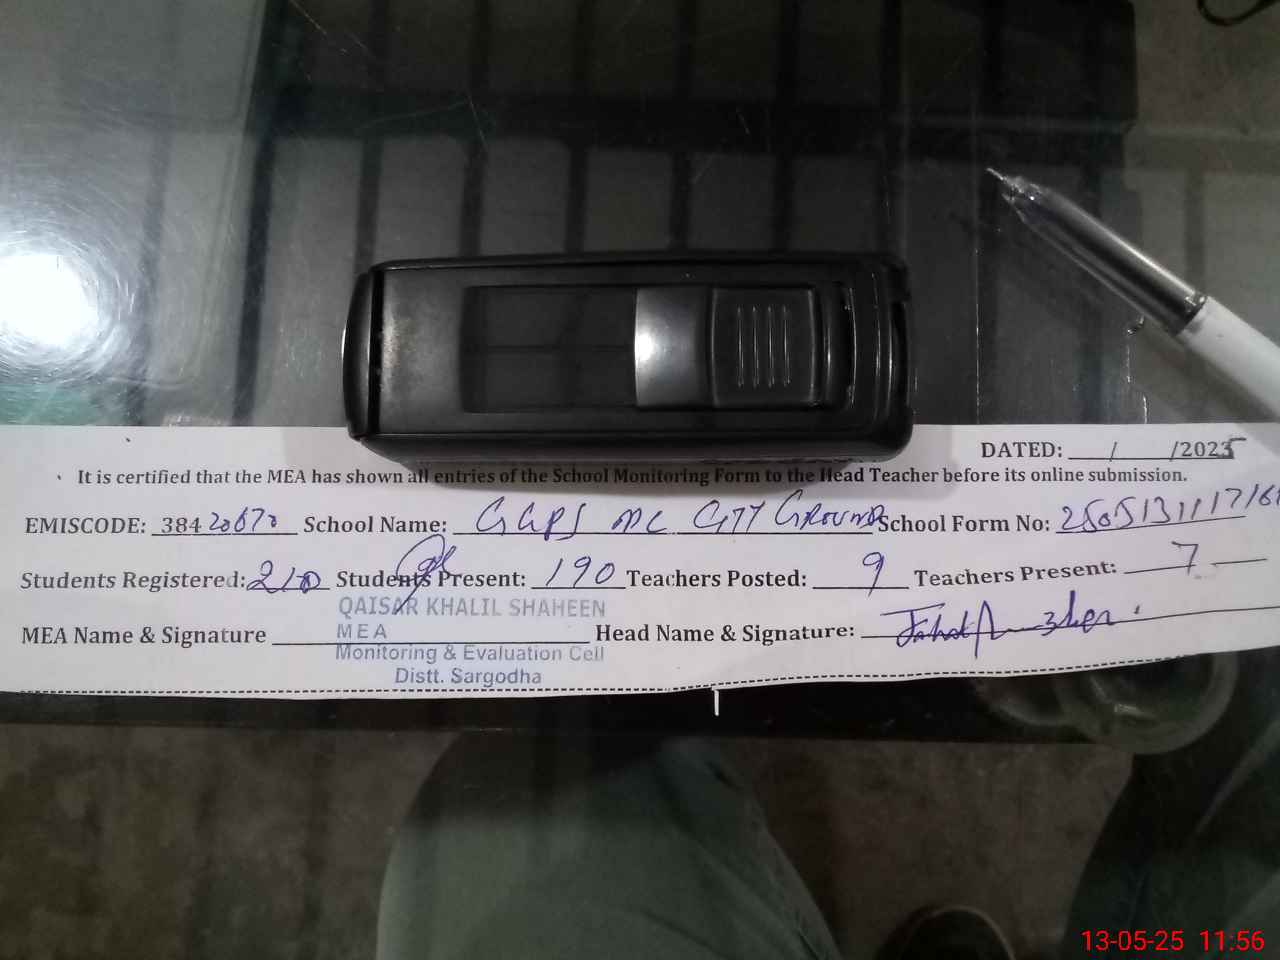 DATED: / /2025
It is certified that the MEA has shown all entries of the School Monitoring Form to the Head Teacher before its online submission.
EMISCODE: 38420670 School Name: GGPS MC CITY GROUND School Form No: 25051311171
Students Registered: 210 Students Present: 190 Teachers Posted: 9 Teachers Present: 7
QAISAR KHALIL SHAHEEN
MEA Name & Signature MEA Head Name & Signature:
Monitoring & Evaluation Cell
Distt. Sargodha
13-05-25 11:56